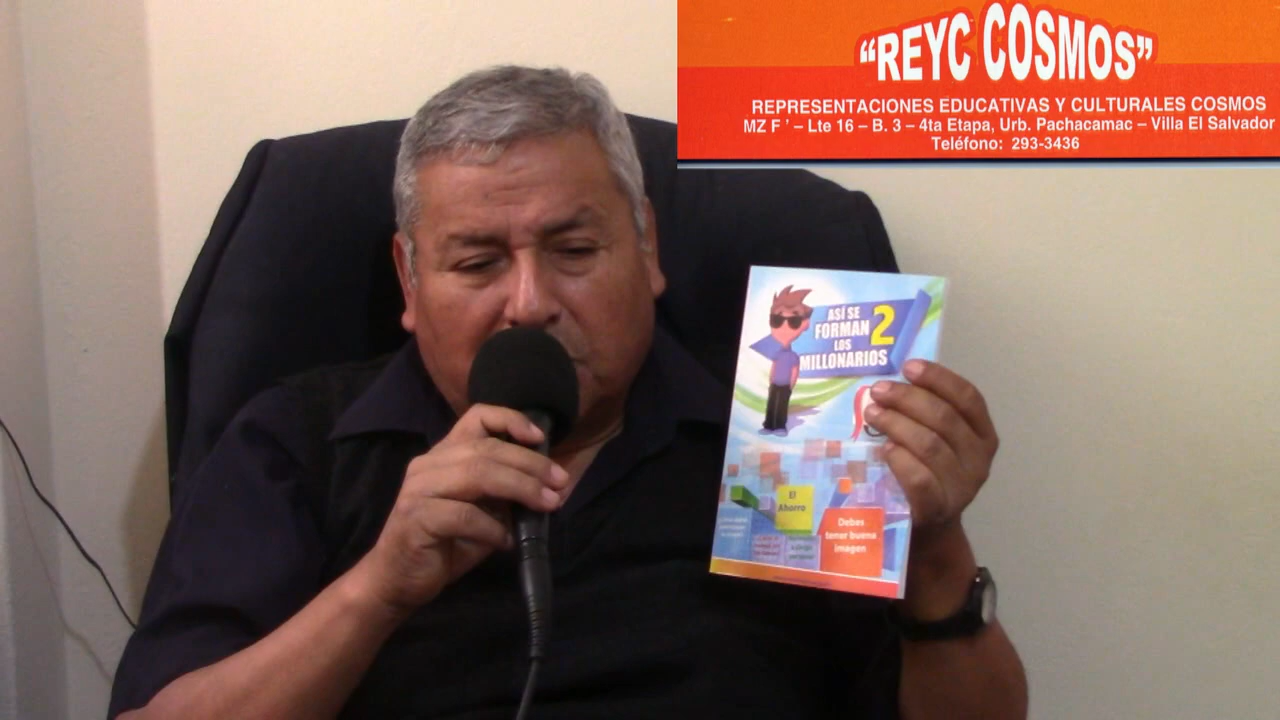 “REYC COSMOS”
REPRESENTACIONES EDUCATIVAS Y CULTURALES COSMOS
MZ F ’ – Lte 16 – B. 3 – 4ta Etapa, Urb. Pachacamac – Villa El Salvador
Teléfono: 293-3436
ASÍ SE
FORMAN 2
LOS
MILLONARIOS
El
Ahorro
Debes
tener buena
imagen